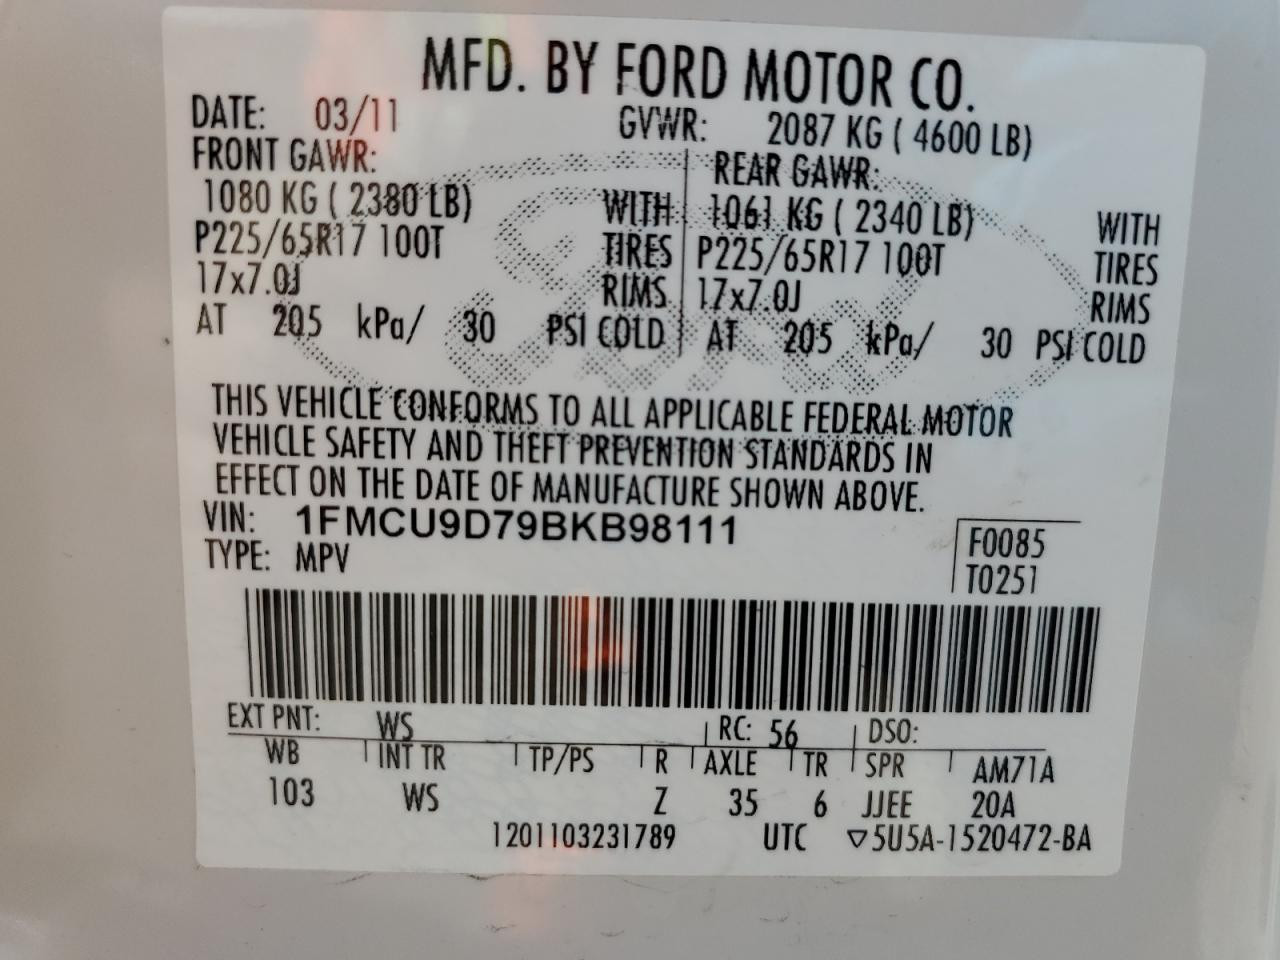 MFD. BY FORD MOTOR CO.
DATE: 03/11 GVWR: 2087 KG ( 4600 LB)
FRONT GAWR: REAR GAWR:
1080 KG ( 2380 LB) WITH 1061 KG ( 2340 LB) WITH
P225/65R17 100T TIRES P225/65R17 100T TIRES
17x7.0J RIMS 17x7.0J RIMS
AT 205 kPa/ 30 PSI COLD AT 205 kPa/ 30 PSI COLD
THIS VEHICLE CONFORMS TO ALL APPLICABLE FEDERAL MOTOR
VEHICLE SAFETY AND THEFT PREVENTION STANDARDS IN
EFFECT ON THE DATE OF MANUFACTURE SHOWN ABOVE.
VIN: 1FMCU9D79BKB98111 F0085
TYPE: MPV T0251
EXT PNT: WS RC: 56 DSO:
WB INT TR TP/PS R AXLE TR SPR AM71A
103 WS Z 35 6 JJEE 20A
1201103231789 UTC ▽5U5A-1520472-BA
Ford